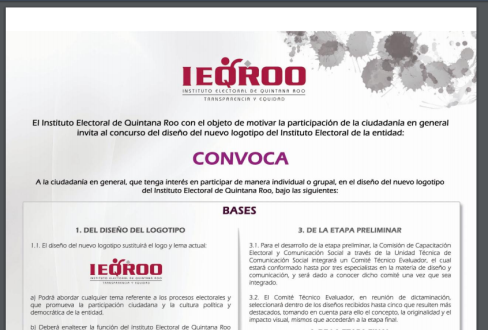 IEQROO
INSTITUTO ELECTORAL DE QUINTANA ROO
TRANSPARENCIA Y EQUIDAD
El Instituto Electoral de Quintana Roo con el objeto de motivar la participación de la ciudadanía en general
invita al concurso del diseño del nuevo logotipo del Instituto Electoral de la entidad:
CONVOCA
A la ciudadanía en general, que tenga interés en participar de manera individual o grupal, en el diseño del nuevo logotipo
del Instituto Electoral de Quintana Roo, bajo las siguientes:
BASES
1. DEL DISEÑO DEL LOGOTIPO
1.1. El diseño del nuevo logotipo sustituirá el logo y lema actual:
IEQROO
INSTITUTO ELECTORAL DE QUINTANA ROO
TRANSPARENCIA Y EQUIDAD
a) Podrá abordar cualquier tema referente a los procesos electorales y
que promueva la participación ciudadana y la cultura política y
democrática de la entidad.
b) Deberá enaltecer la función del Instituto Electoral de Quintana Roo
3. DE LA ETAPA PRELIMINAR
3.1. Para el desarrollo de la etapa preliminar, la Comisión de Capacitación
Electoral y Comunicación Social a través de la Unidad Técnica de
Comunicación Social integrará un Comité Técnico Evaluador, el cual
estará conformado hasta por tres especialistas en la materia de diseño y
comunicación, y será dado a conocer dicho comité una vez que sea
integrado.
3.2. El Comité Técnico Evaluador, en reunión de dictaminación,
seleccionará dentro de los diseños recibidos hasta cinco que resulten más
destacados, tomando en cuenta para ello el concepto, la originalidad y el
impacto visual, mismos que accederán a la etapa final.